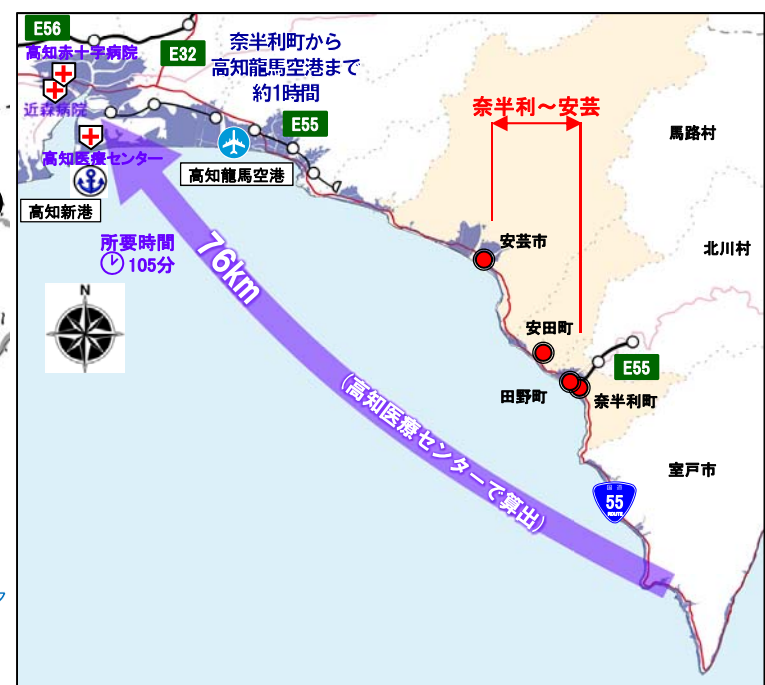 E56
高知赤十字病院
E32
奈半利町から
高知龍馬空港まで
約1時間
近森病院
E55
奈半利～安芸
馬路村
高知医療センター
高知龍馬空港
高知新港
安芸市
所要時間
105分
76km
北川村
N
安田町
E55
田野町
奈半利町
(高知医療センターで算出)
室戸市
国道
55
ROUTE